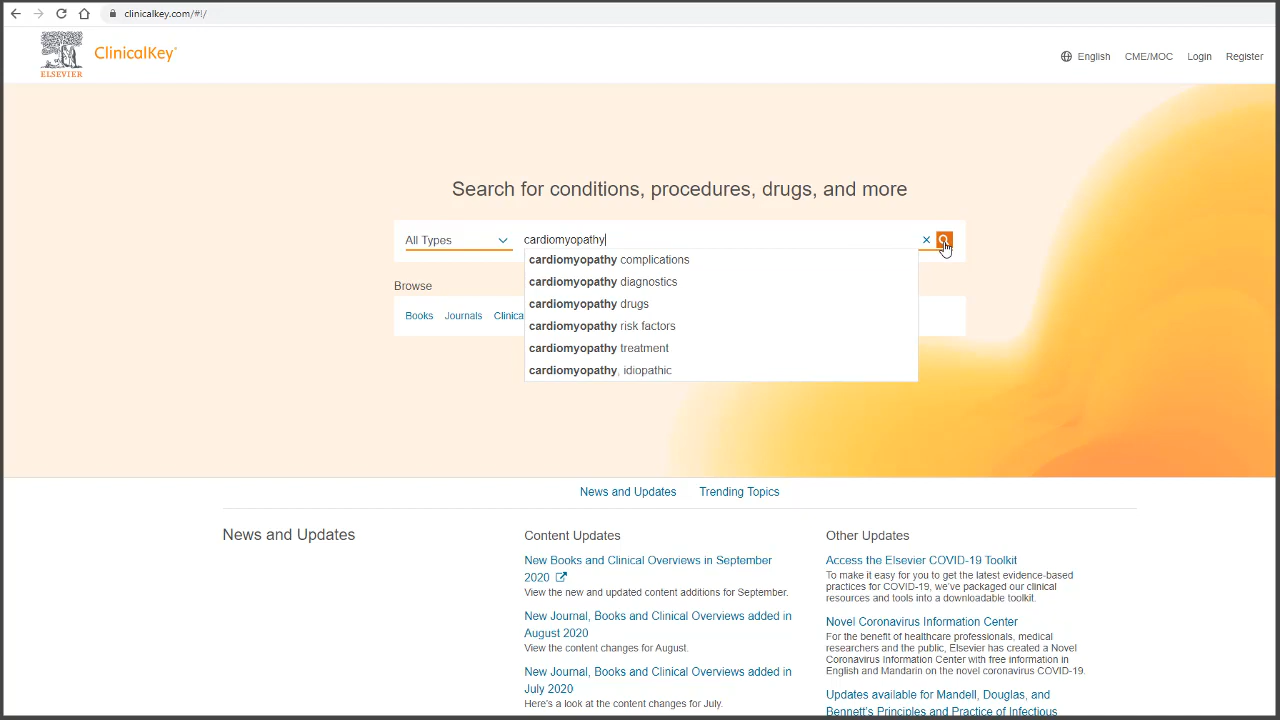 clinicalkey.com/#!/
ELSEVIER
ClinicalKey®
English CME/MOC Login Register
Search for conditions, procedures, drugs, and more
All Types cardiomyopathy
cardiomyopathy complications
cardiomyopathy diagnostics
cardiomyopathy drugs
cardiomyopathy risk factors
cardiomyopathy treatment
cardiomyopathy, idiopathic
Browse
Books Journals Clinica
News and Updates Trending Topics
News and Updates
Content Updates
New Books and Clinical Overviews in September
2020
View the new and updated content additions for September.
New Journal, Books and Clinical Overviews added in
August 2020
View the content changes for August.
New Journal, Books and Clinical Overviews added in
July 2020
Here's a look at the content changes for July.
Other Updates
Access the Elsevier COVID-19 Toolkit
To make it easy for you to get the latest evidence-based
practices for COVID-19, we've packaged our clinical
resources and tools into a downloadable toolkit.
Novel Coronavirus Information Center
For the benefit of healthcare professionals, medical
researchers and the public, Elsevier has created a Novel
Coronavirus Information Center with free information in
English and Mandarin on the novel coronavirus COVID-19.
Updates available for Mandell, Douglas, and
Bennett's Principles and Practice of Infectious